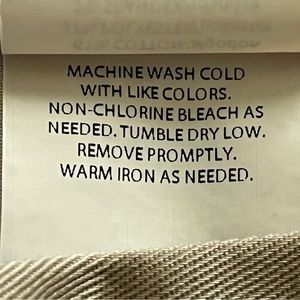 MACHINE WASH COLD
WITH LIKE COLORS.
NON-CHLORINE BLEACH AS
NEEDED. TUMBLE DRY LOW.
REMOVE PROMPTLY.
WARM IRON AS NEEDED.